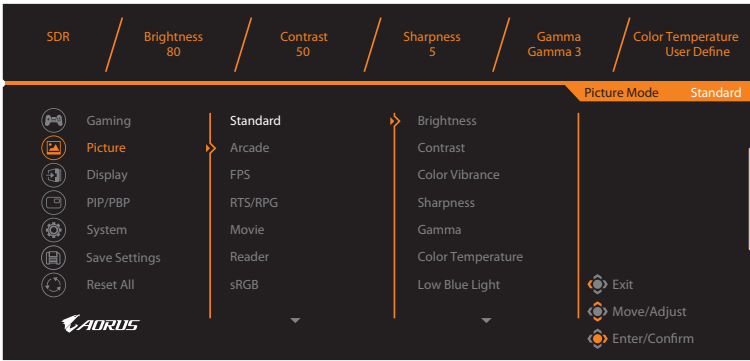 SDR
Brightness
80
Contrast
50
Sharpness
5
Gamma
Gamma 3
Color Temperature
User Define
Picture Mode Standard
Gaming Standard Brightness
Picture Arcade Contrast
Display FPS Color Vibrance
PIP/PBP RTS/RPG Sharpness
System Movie Gamma
Save Settings Reader Color Temperature
Reset All sRGB Low Blue Light
Exit
Move/Adjust
Enter/Confirm
AORUS